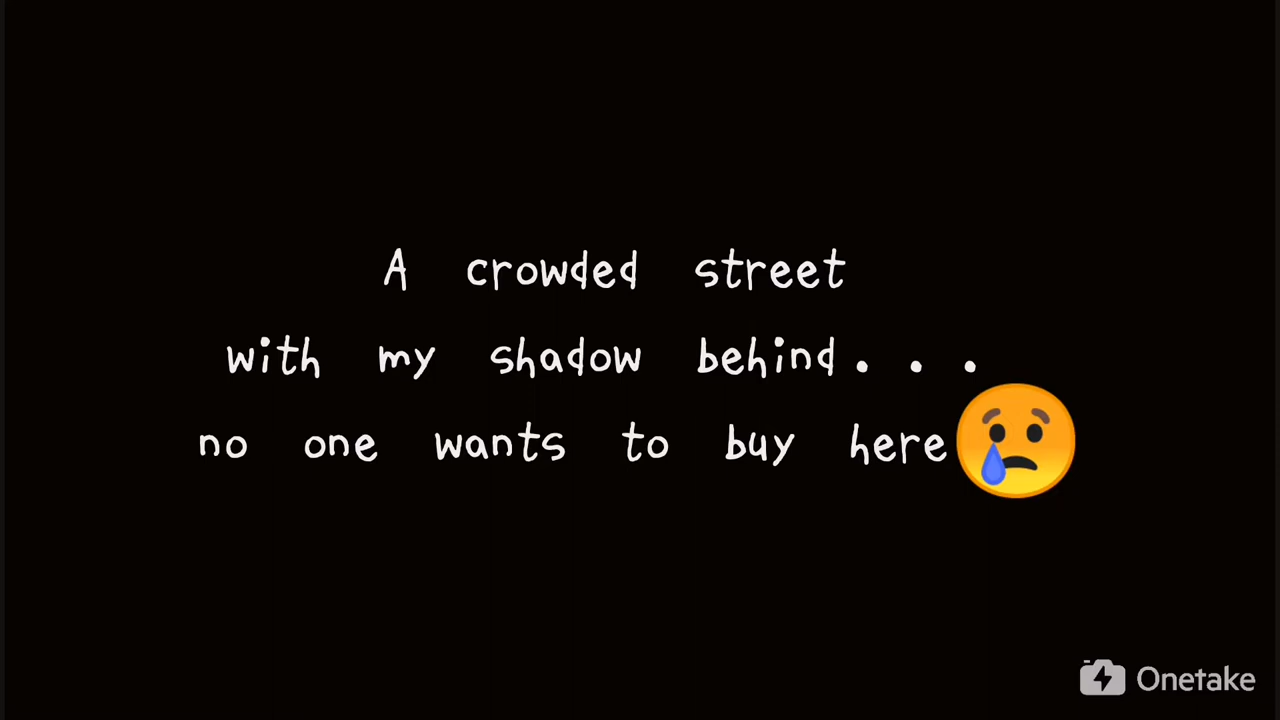 A crowded street
with my shadow behind...
no one wants to buy here😢
Onetake